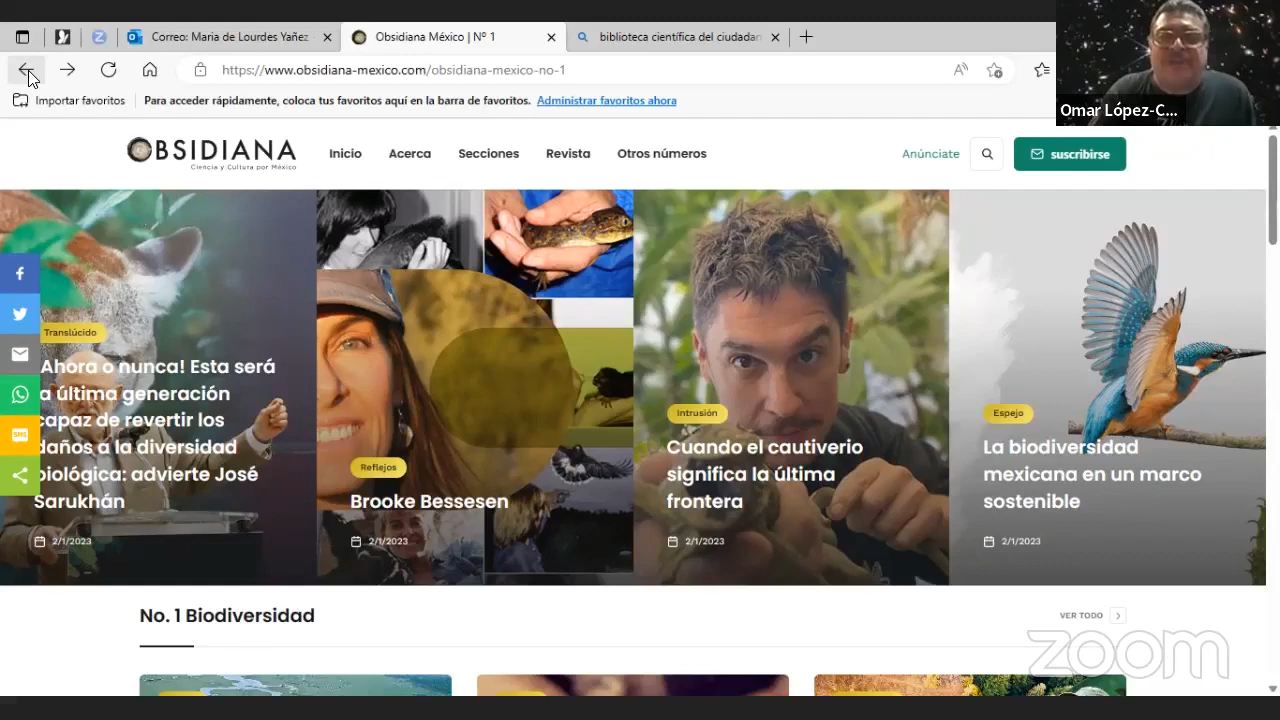 Correo: Maria de Lourdes Yañez
Obsidiana México | Nº 1
biblioteca científica del ciudadan
https://www.obsidiana-mexico.com/obsidiana-mexico-no-1
Importar favoritos
Para acceder rápidamente, coloca tus favoritos aquí en la barra de favoritos. Administrar favoritos ahora
Omar López-C...
OBSIDIANA
Ciencia y Cultura por México
Inicio
Acerca
Secciones
Revista
Otros números
Anúnciate
suscribirse
Translúcido
Ahora o nunca! Esta será
a última generación
capaz de revertir los
daños a la diversidad
biológica: advierte José
Sarukhán
2/1/2023
Reflejos
Brooke Bessesen
2/1/2023
Intrusión
Cuando el cautiverio
significa la última
frontera
2/1/2023
Espejo
La biodiversidad
mexicana en un marco
sostenible
2/1/2023
SMS
No. 1 Biodiversidad
VER TODO
zoom